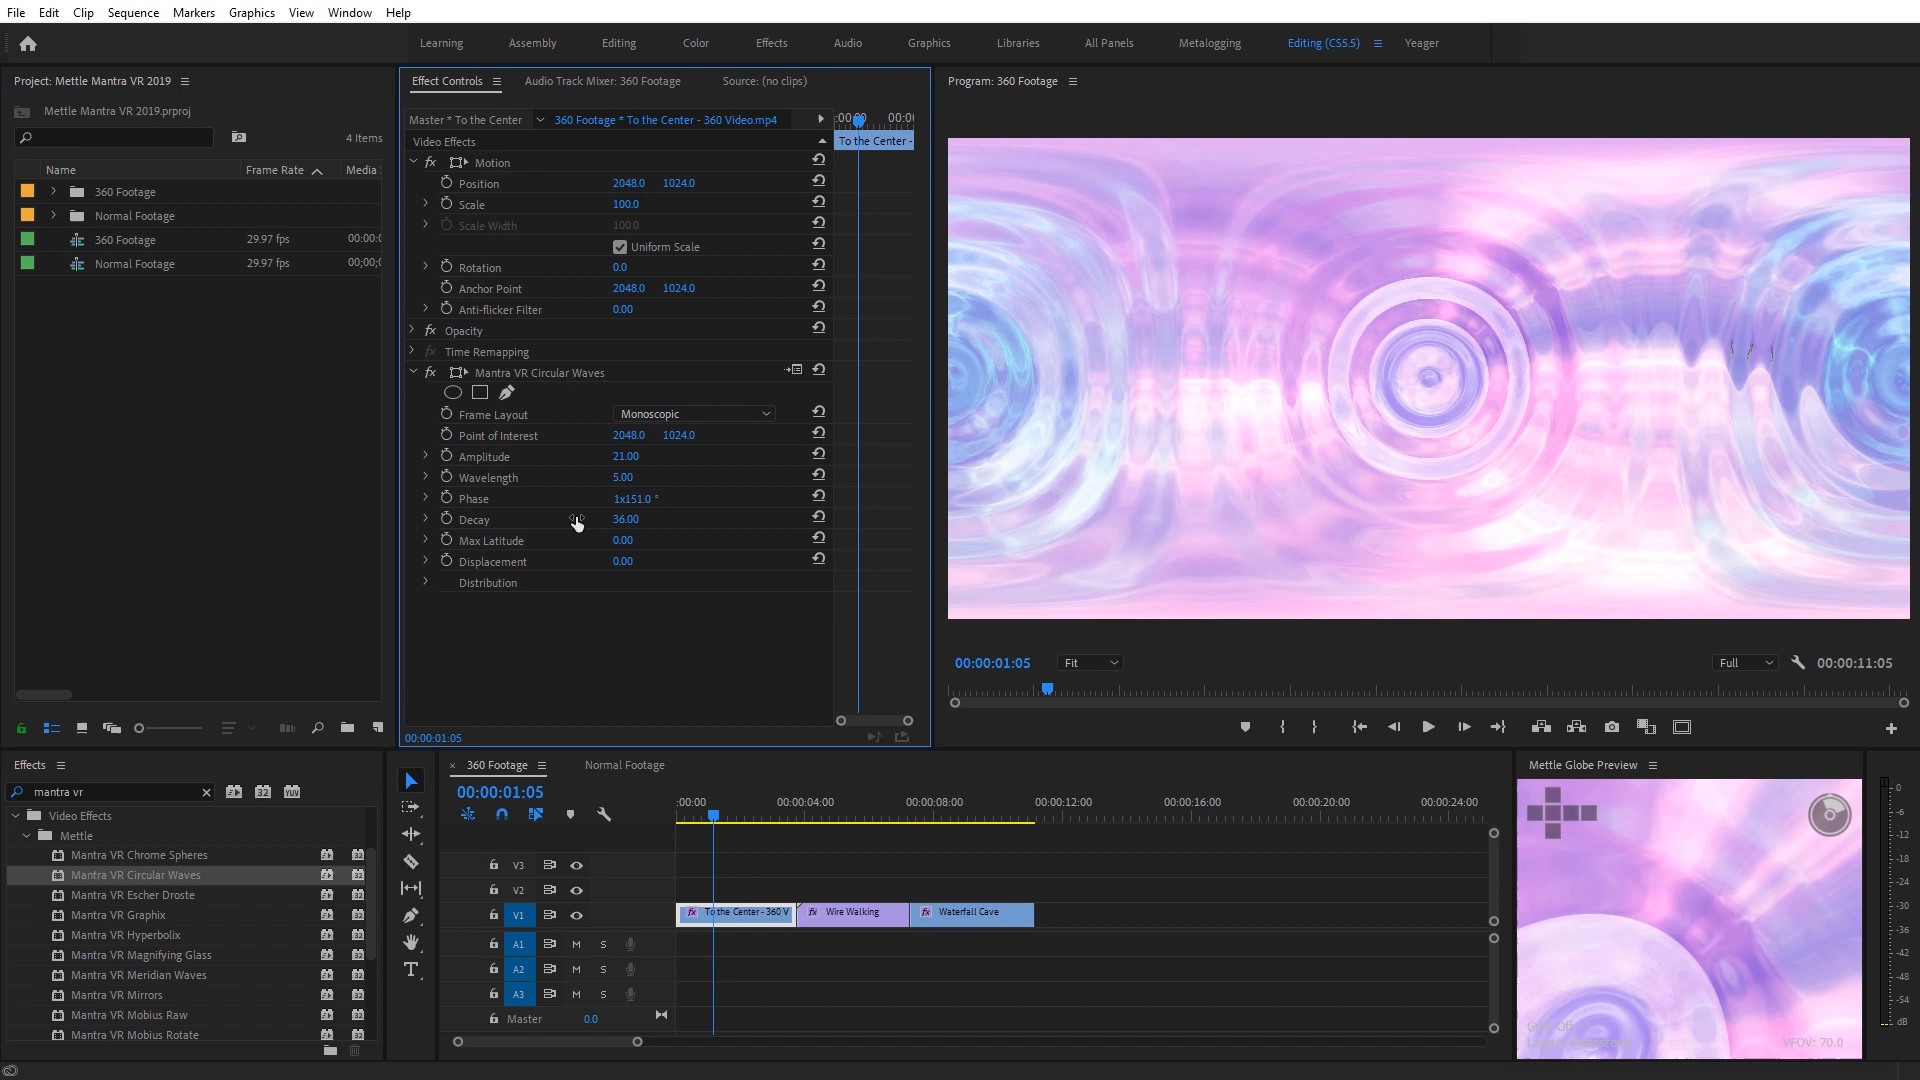 File Edit Clip Sequence Markers Graphics View Window Help
Learning Assembly Editing Color Effects Audio Graphics Libraries All Panels Metalogging Editing (CS5.5) Yeager
Project: Mettle Mantra VR 2019
Mettle Mantra VR 2019.prproj
4 Items
Name Frame Rate Media
360 Footage
Normal Footage
360 Footage 29.97 fps 00:00:0
Normal Footage 29.97 fps 00;00;0
Effect Controls Audio Track Mixer: 360 Footage Source: (no clips)
Master * To the Center 360 Footage * To the Center - 360 Video.mp4
:00:00 00:0
Video Effects
To the Center -
fx Motion
Position 2048.0 1024.0
Scale 100.0
Scale Width 100.0
Uniform Scale
Rotation 0.0
Anchor Point 2048.0 1024.0
Anti-flicker Filter 0.00
fx Opacity
fx Time Remapping
fx Mantra VR Circular Waves
Frame Layout Monoscopic
Point of Interest 2048.0 1024.0
Amplitude 21.00
Wavelength 5.00
Phase 1x151.0 °
Decay 36.00
Max Latitude 0.00
Displacement 0.00
Distribution
00:00:01:05
Program: 360 Footage
00:00:01:05 Fit Full 00:00:11:05
Effects
mantra vr
32 YUV
Video Effects
Mettle
Mantra VR Chrome Spheres 32
Mantra VR Circular Waves 32
Mantra VR Escher Droste 32
Mantra VR Graphix 32
Mantra VR Hyperbolix 32
Mantra VR Magnifying Glass 32
Mantra VR Meridian Waves 32
Mantra VR Mirrors 32
Mantra VR Mobius Raw 32
Mantra VR Mobius Rotate 32
360 Footage Normal Footage
00:00:01:05
:00:00 00:00:04:00 00:00:08:00 00:00:12:00 00:00:16:00 00:00:20:00 00:00:24:00
V3
V2
V1
fx To the Center - 360 V
fx Wire Walking
fx Waterfall Cave
A1 M S
A2 M S
A3 M S
Master 0.0
Mettle Globe Preview
VFOV: 70.0
0
-6
-12
-18
-24
-30
-36
-42
-48
-54
dB